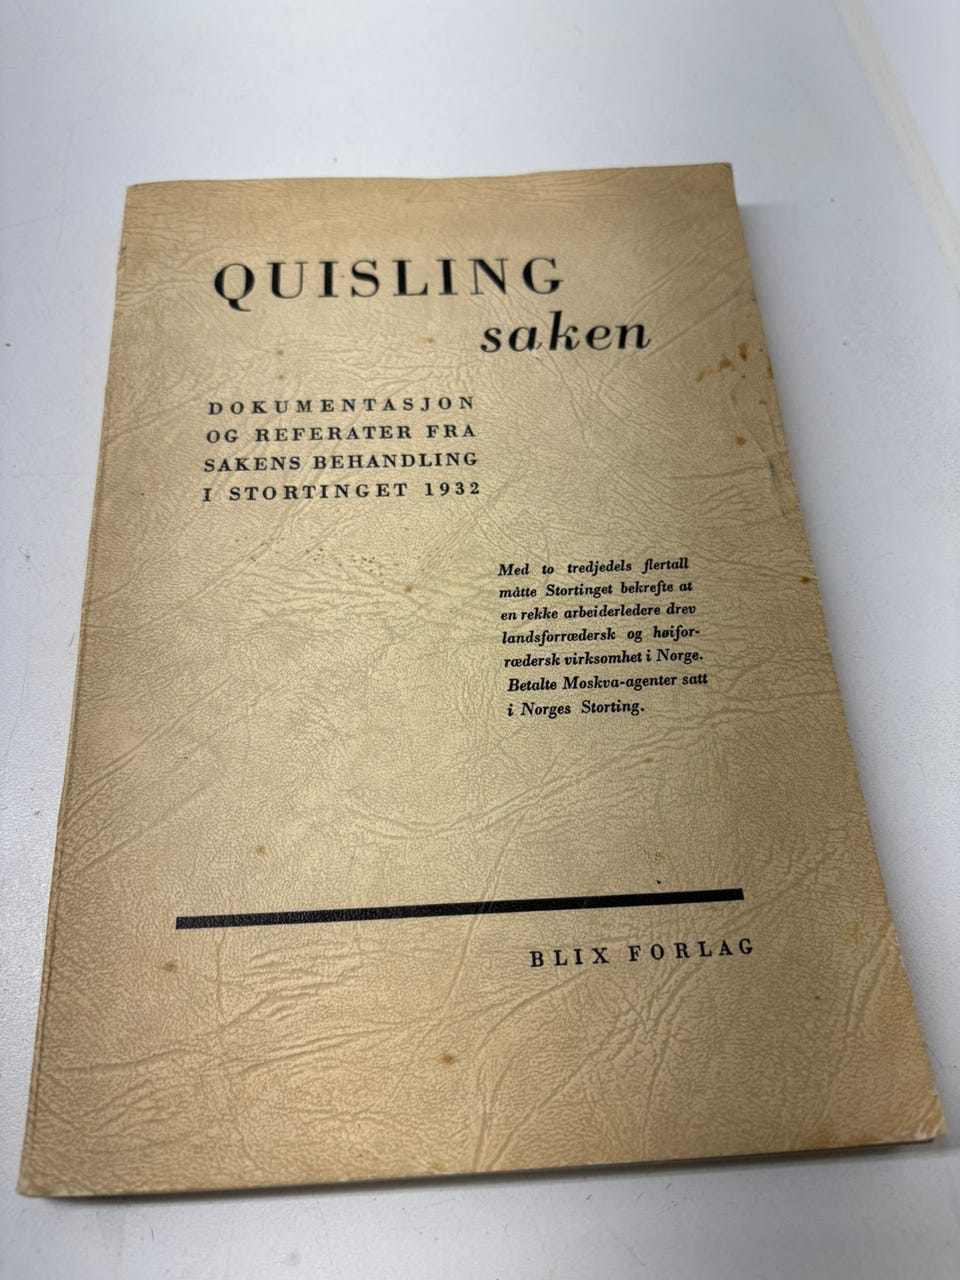 QUISLING
saken
DOKUMENTASJON
OG REFERATER FRA
SAKENS BEHANDLING
I STORTINGET 1932
Med to tredjedels flertall
måtte Stortinget bekrefte at
en rekke arbeiderledere drev
landsforrædersk og høifor-
rædersk virksomhet i Norge.
Betalte Moskva-agenter satt
i Norges Storting.
BLIX FORLAG